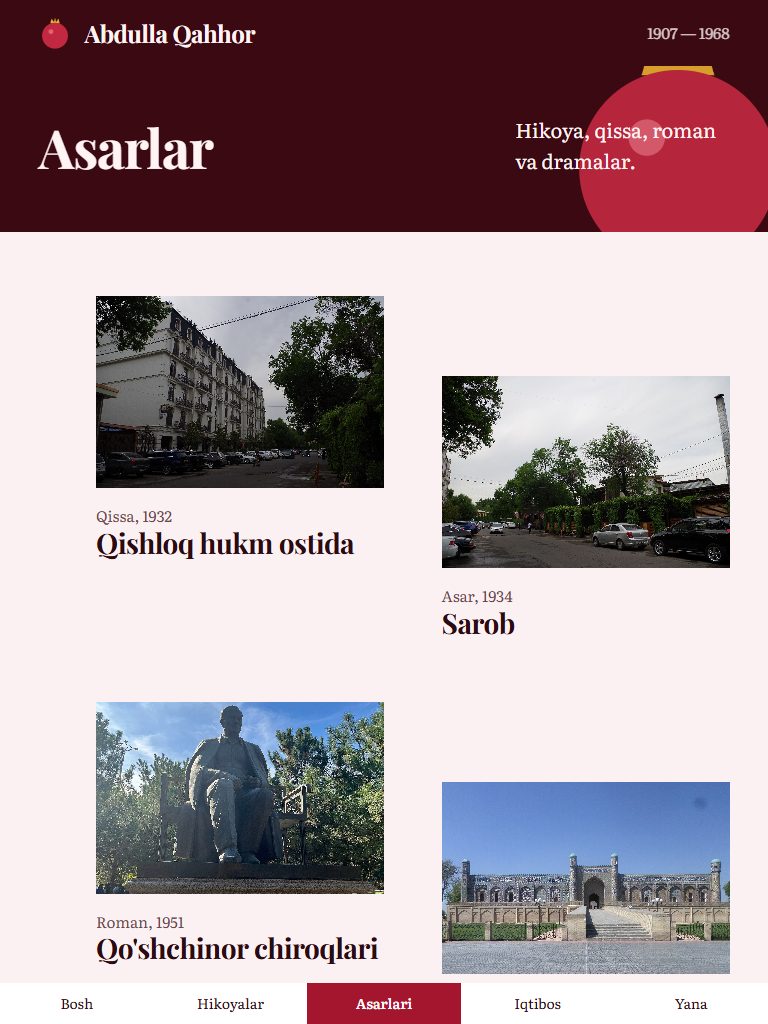 Abdulla Qahhor
1907 — 1968
Asarlar
Hikoya, qissa, roman
va dramalar.
Qissa, 1932
Qishloq hukm ostida
Asar, 1934
Sarob
Roman, 1951
Qo'shchinor chiroqlari
Bosh
Hikoyalar
Asarlari
Iqtibos
Yana